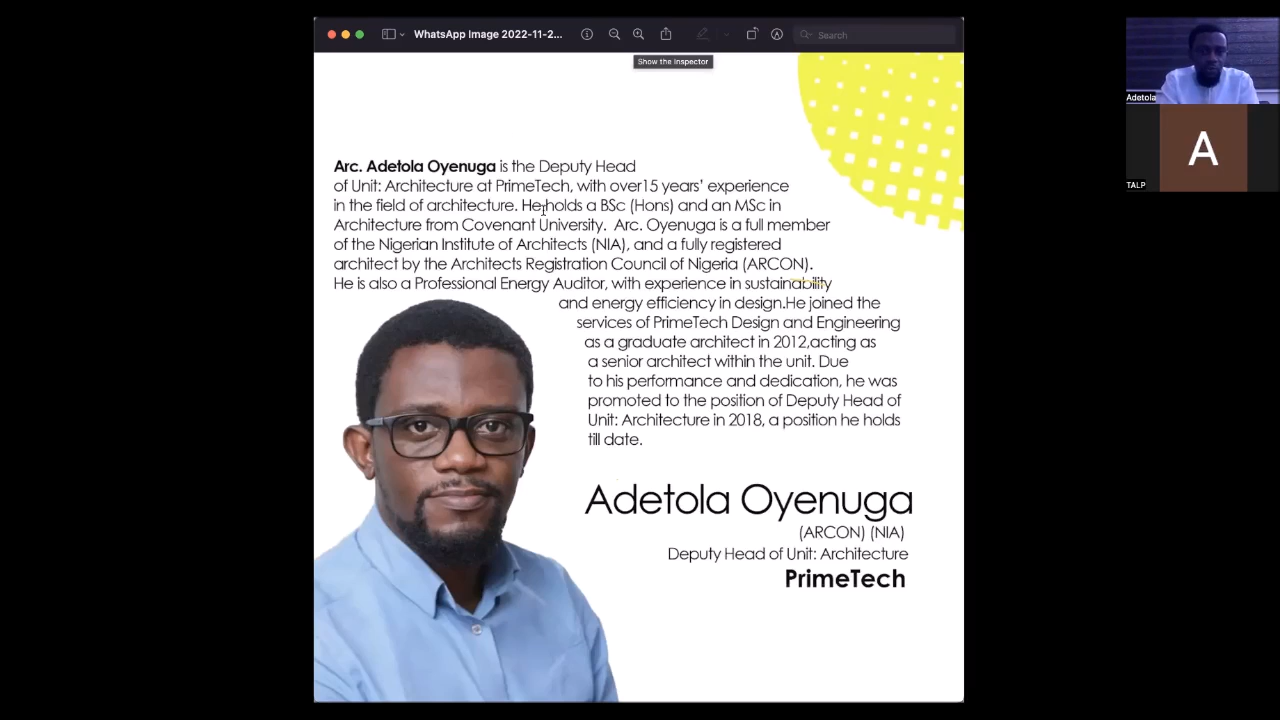 WhatsApp Image 2022-11-2...
Search
Show the inspector
Adetola
A
TALP
Arc. Adetola Oyenuga is the Deputy Head
of Unit: Architecture at PrimeTech, with over15 years' experience
in the field of architecture. He holds a BSc (Hons) and an MSc in
Architecture from Covenant University. Arc. Oyenuga is a full member
of the Nigerian Institute of Architects (NIA), and a fully registered
architect by the Architects Registration Council of Nigeria (ARCON).
He is also a Professional Energy Auditor, with experience in sustainability
and energy efficiency in design.He joined the
services of PrimeTech Design and Engineering
as a graduate architect in 2012,acting as
a senior architect within the unit. Due
to his performance and dedication, he was
promoted to the position of Deputy Head of
Unit: Architecture in 2018, a position he holds
till date.
Adetola Oyenuga
(ARCON) (NIA)
Deputy Head of Unit: Architecture
PrimeTech